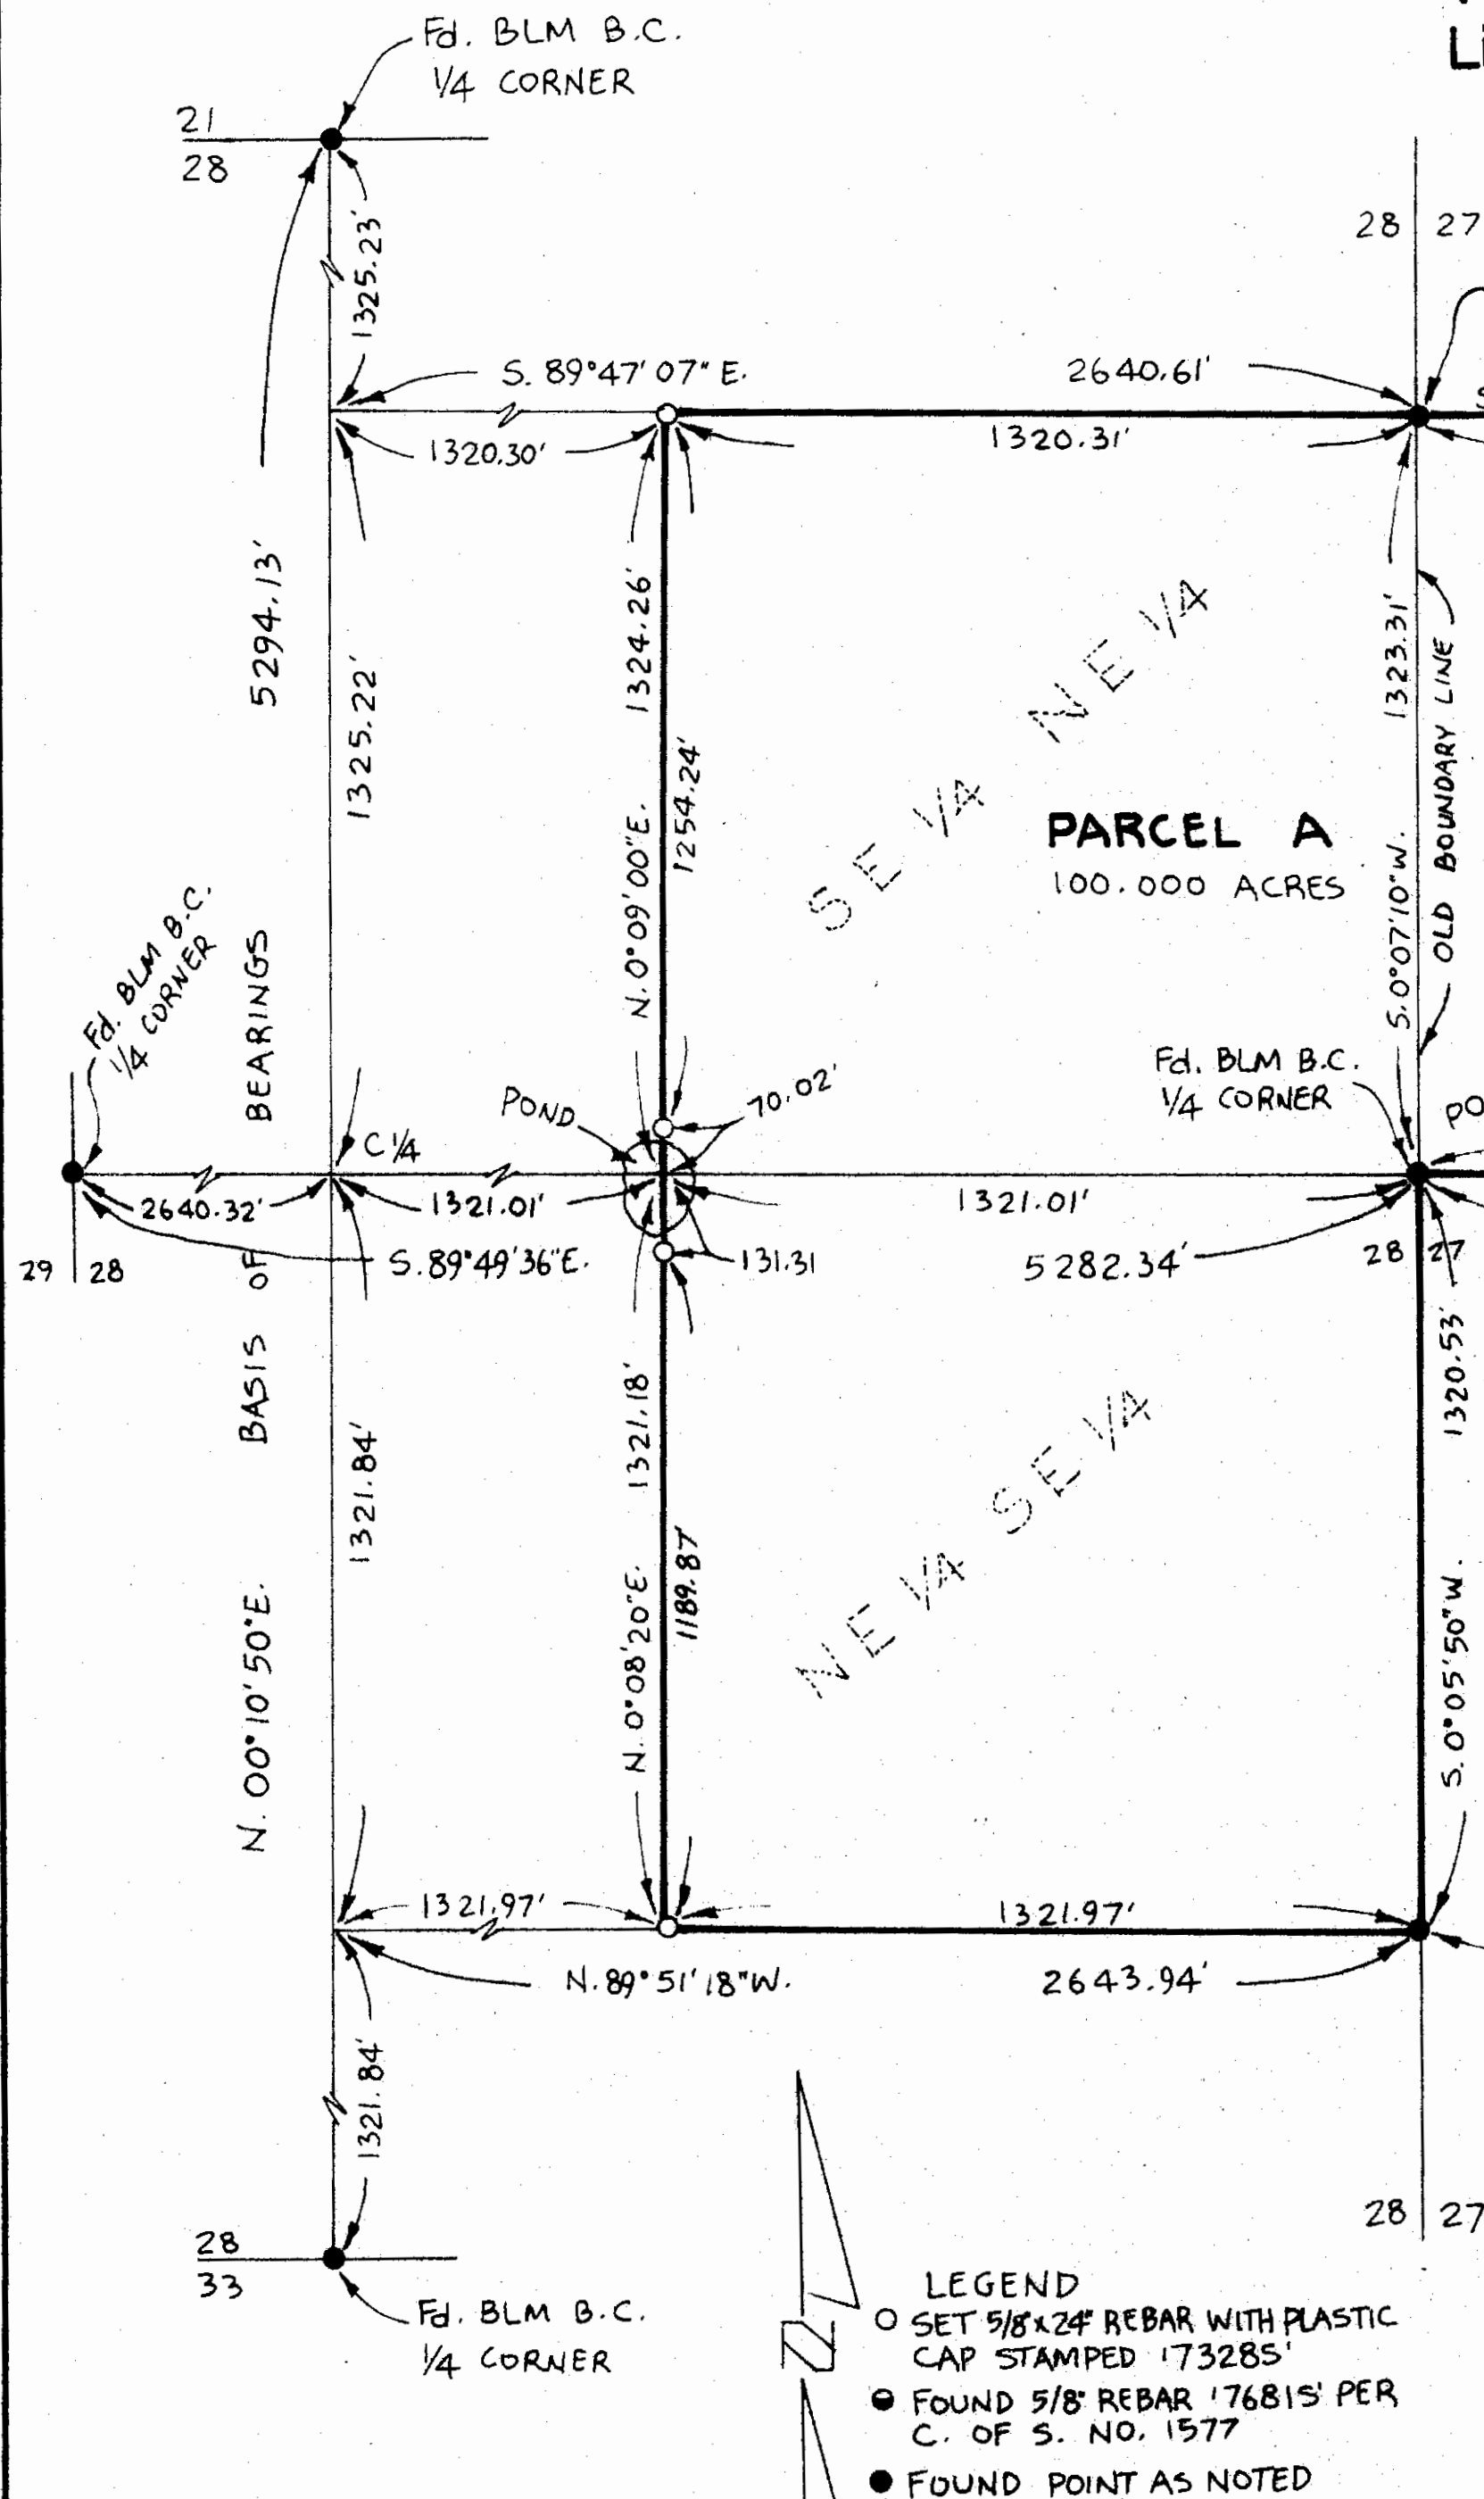 Fd. BLM B.C.
1/4 CORNER
21
28
28 27
1325.23'
S. 89°47'07" E.
2640.61'
1320.30'
1320.31'
5294.13'
1325.22'
N. 0°09'00"E. 1324.26'
1254.24'
SE 1/4 NE 1/4
PARCEL A
100.000 ACRES
S. 0°07'10"W. 1323.31'
OLD BOUNDARY LINE
Fd. BLM B.C.
1/4 CORNER
Fd. BLM B.C.
1/4 CORNER
POND
70.02'
C 1/4
2640.32'
1321.01'
1321.01'
29 28
S. 89°49'36"E.
131.31
5282.34'
28 27
N. 00°10'50"E. BASIS OF BEARINGS
1321.84'
N. 0°08'20"E. 1321.18'
1189.87
NE 1/4 SE 1/4
S. 0°05'50"W. 1320.53'
1321.97'
1321.97'
N. 89°51'18"W.
2643.94'
1321.84'
28 27
28
33
Fd. BLM B.C.
1/4 CORNER
N
LEGEND
SET 5/8"x24" REBAR WITH PLASTIC
CAP STAMPED '7328S'
FOUND 5/8" REBAR '7681S' PER
C. OF S. NO. 1577
FOUND POINT AS NOTED